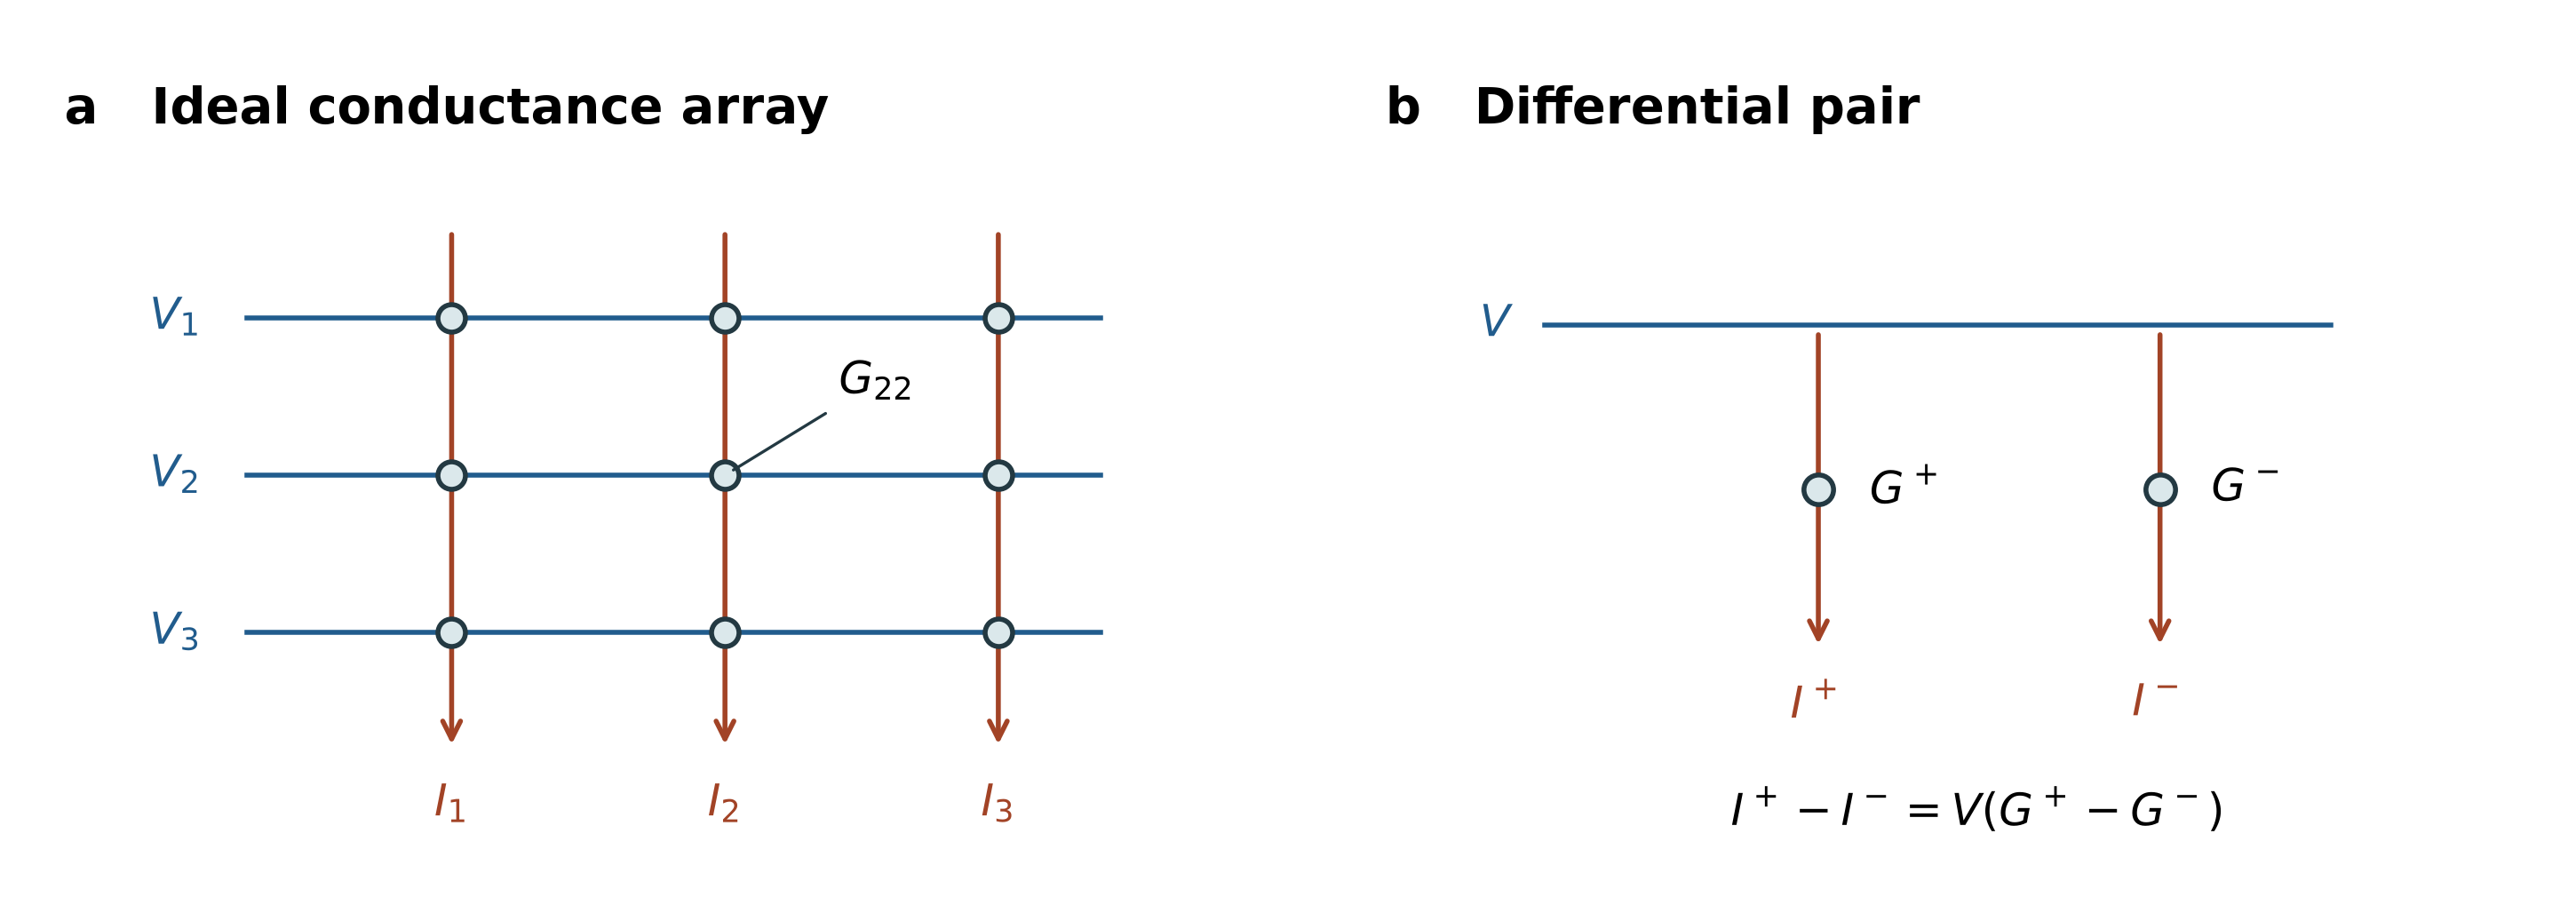 a Ideal conductance array
V₁
G₂₂
V₂
V₃
I₁ I₂ I₃
b Differential pair
V
G⁺ G⁻
I⁺ I⁻
I⁺ − I⁻ = V(G⁺ − G⁻)